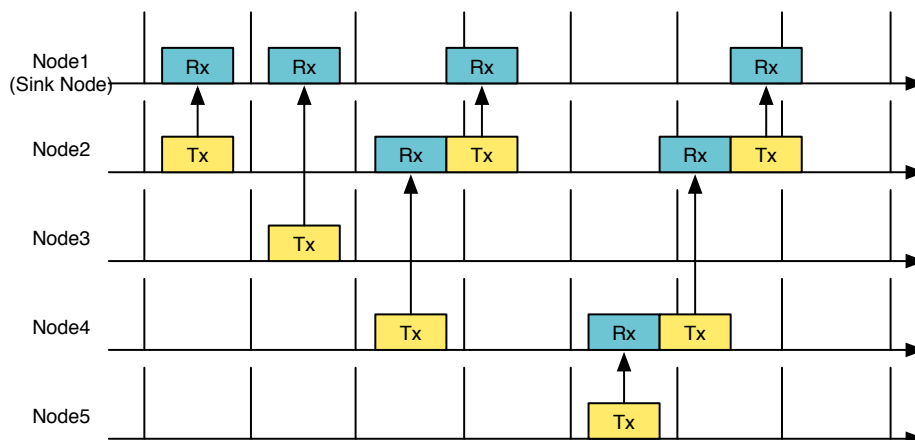 Node1
(Sink Node)
Rx
Rx
Rx
Rx
Node2
Tx
Rx
Tx
Rx
Tx
Node3
Tx
Node4
Tx
Rx
Tx
Node5
Tx